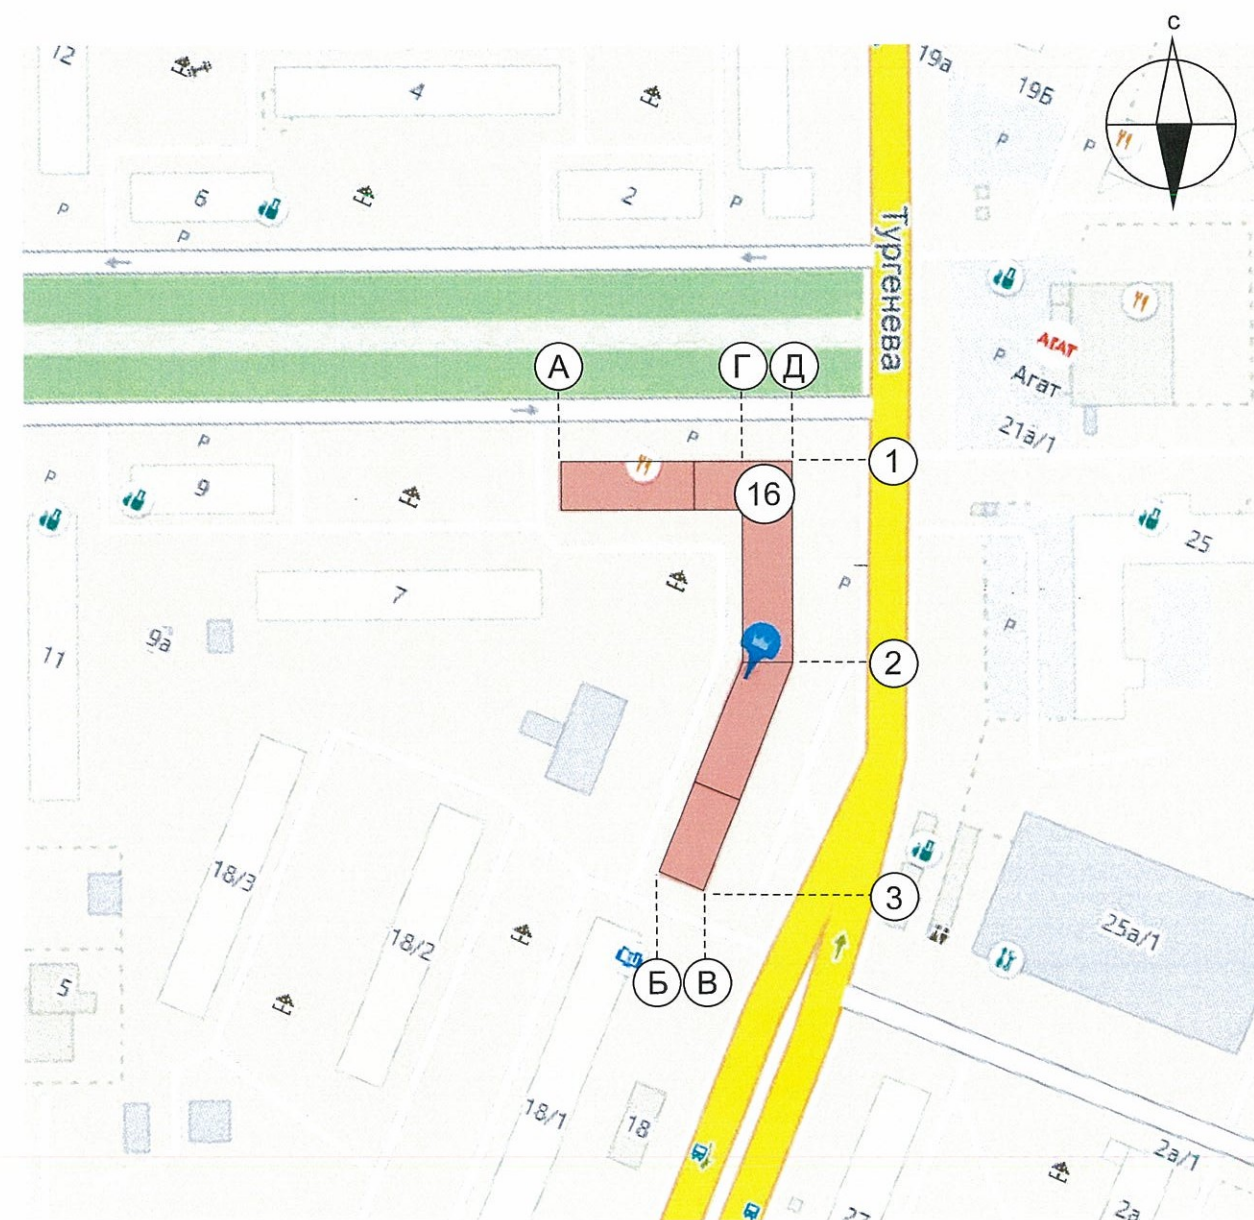 С
12
4
19а
19Б
Р
Р
6
2
Р
Р
Р
Тургенева
АГАТ
Р
Агат
21а/1
А
Г
Д
Р
Р
1
Р
9
16
25
7
Р
Р
9а
11
2
18/3
18/2
3
25а/1
5
Б
В
18/1
18
2а/1
2а
27